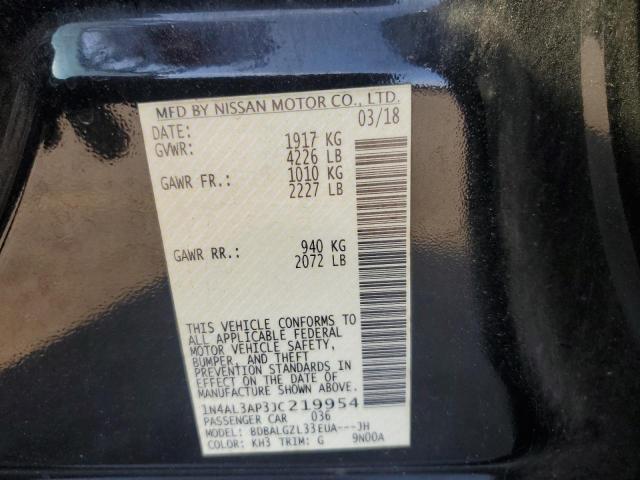 MFD BY NISSAN MOTOR CO., LTD.
DATE: 03/18
GVWR: 1917 KG
4226 LB
GAWR FR.: 1010 KG
2227 LB
GAWR RR.: 940 KG
2072 LB
THIS VEHICLE CONFORMS TO
ALL APPLICABLE FEDERAL
MOTOR VEHICLE SAFETY,
BUMPER, AND THEFT
PREVENTION STANDARDS IN
EFFECT ON THE DATE OF
MANUFACTURE SHOWN ABOVE.
1N4AL3AP3JC219954
PASSENGER CAR 036
MODEL: BDBALGZL33EUA---JH
COLOR: KH3 TRIM: G 9N00A